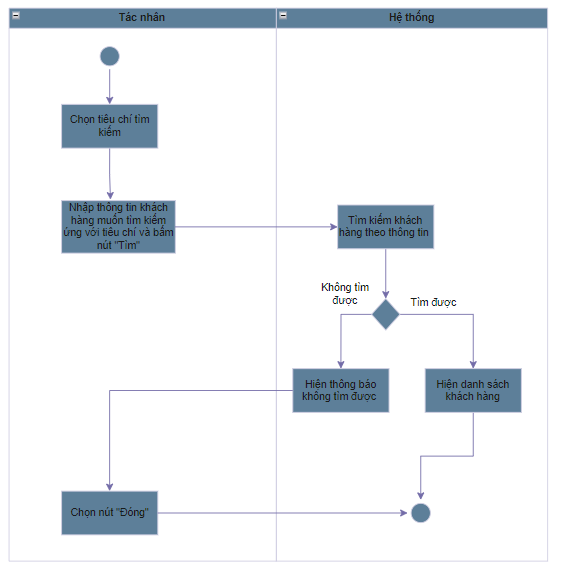 Tác nhân
Hệ thống
Chọn tiêu chí tìm
kiếm
Nhập thông tin khách
hàng muốn tìm kiếm
ứng với tiêu chí và bấm
nút "Tìm"
Tìm kiếm khách
hàng theo thông tin
Không tìm
được
Tìm được
Hiện thông báo
không tìm được
Hiện danh sách
khách hàng
Chọn nút "Đóng"